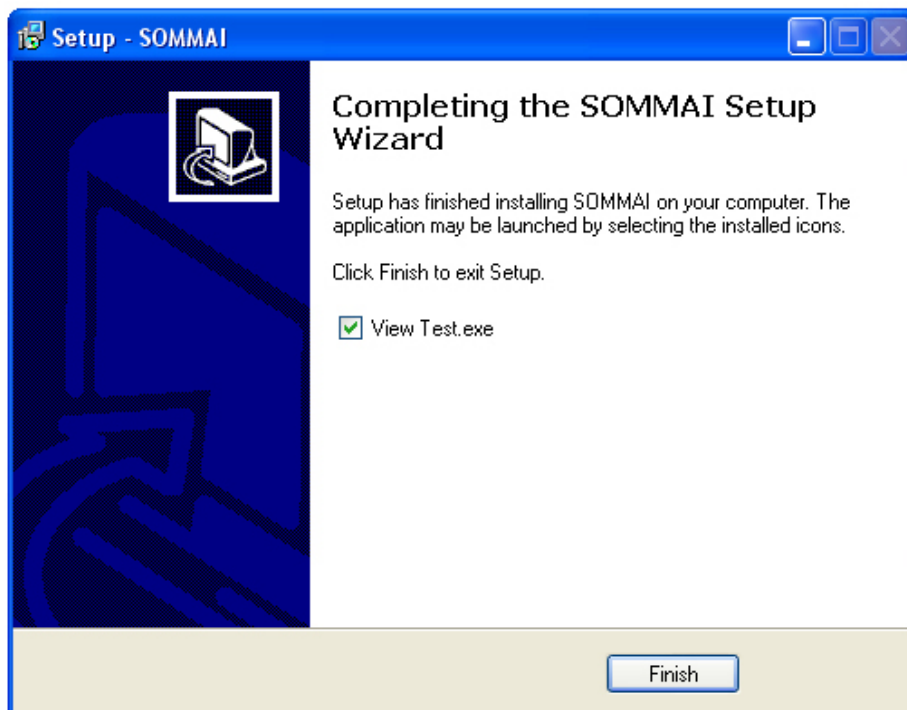 Setup - SOMMAI
Completing the SOMMAI Setup
Wizard
Setup has finished installing SOMMAI on your computer. The
application may be launched by selecting the installed icons.
Click Finish to exit Setup.
View Test.exe
Finish